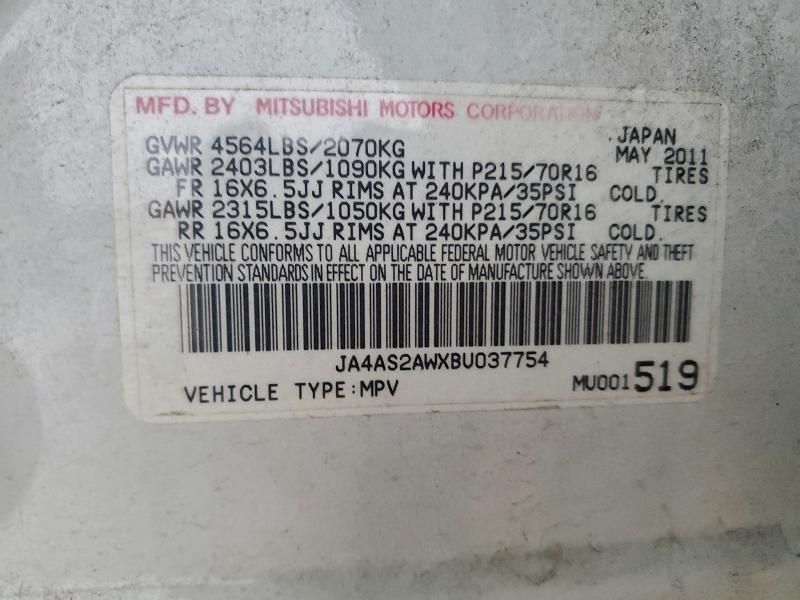 MFD. BY MITSUBISHI MOTORS CORPORATION
JAPAN
GVWR 4564LBS/2070KG MAY 2011
GAWR 2403LBS/1090KG WITH P215/70R16 TIRES
FR 16X6.5JJ RIMS AT 240KPA/35PSI COLD.
GAWR 2315LBS/1050KG WITH P215/70R16 TIRES
RR 16X6.5JJ RIMS AT 240KPA/35PSI COLD.
THIS VEHICLE CONFORMS TO ALL APPLICABLE FEDERAL MOTOR VEHICLE SAFETY AND THEFT
PREVENTION STANDARDS IN EFFECT ON THE DATE OF MANUFACTURE SHOWN ABOVE.
JA4AS2AWXBU037754
VEHICLE TYPE:MPV MU001519